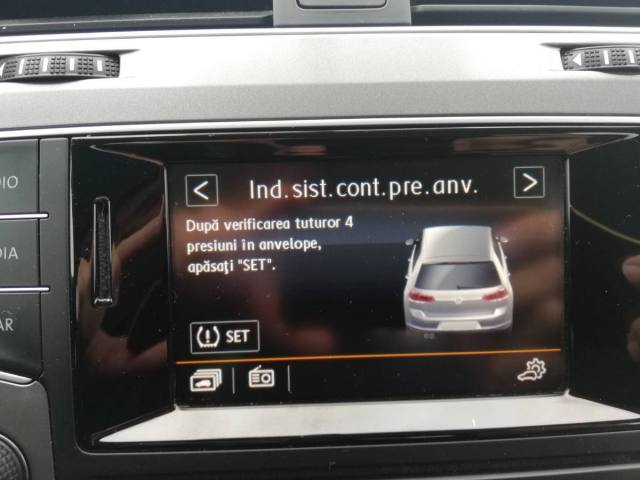 Ind.sist.cont.pre.anv.
După verificarea tuturor 4
presiuni în anvelope,
apăsați "SET".
SET